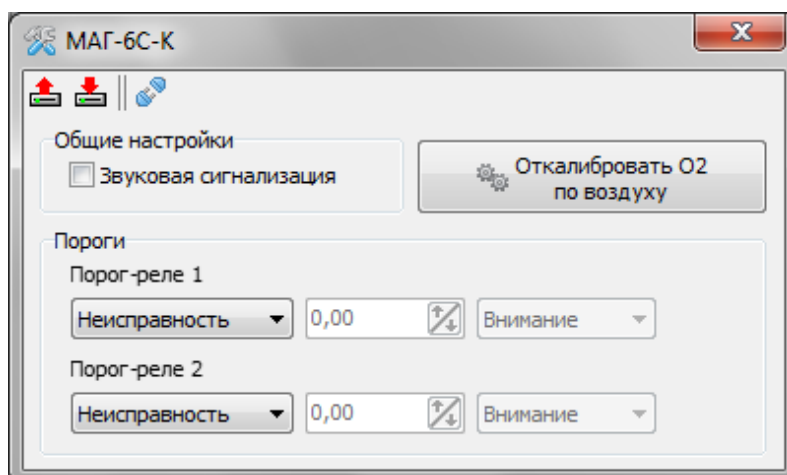 МАГ-6С-К
Общие настройки
Звуковая сигнализация
Откалибровать О2
по воздуху
Пороги
Порог-реле 1
Неисправность 0,00 Внимание
Порог-реле 2
Неисправность 0,00 Внимание